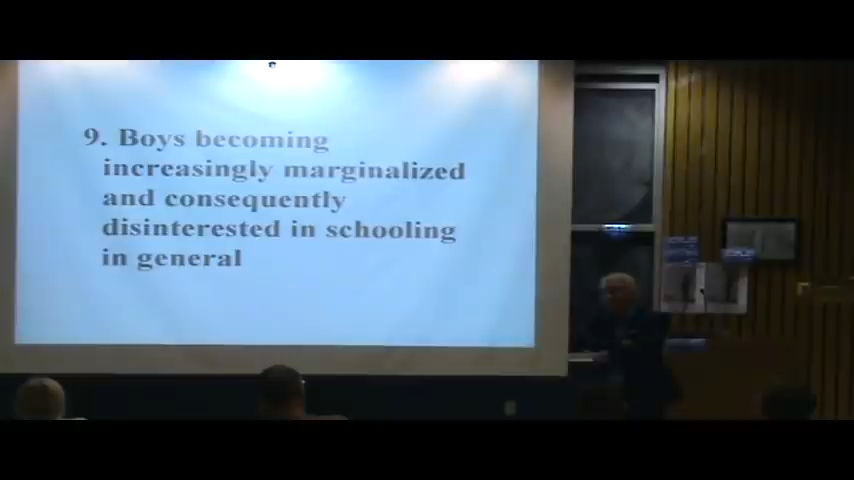 9. Boys becoming
increasingly marginalized
and consequently
disinterested in schooling
in general